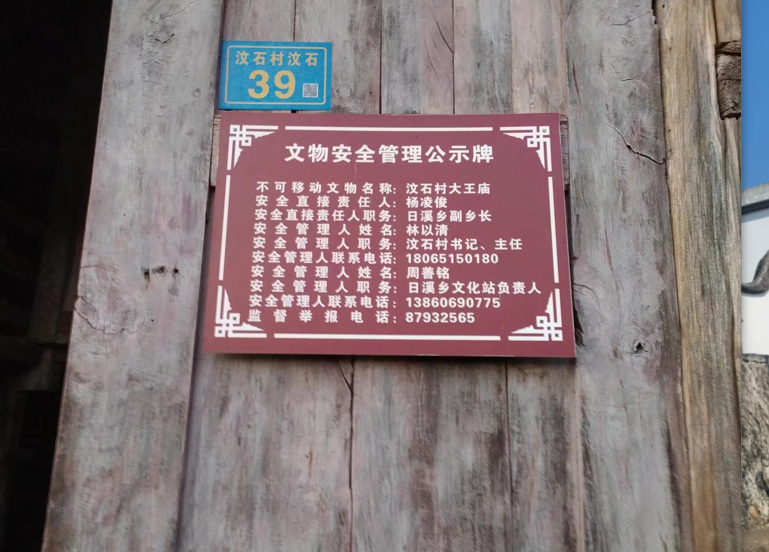 汶石村汶石
39
文物安全管理公示牌
不可移动文物名称：汶石村大王庙
安全直接责任人：杨凌俊
安全直接责任人职务：日溪乡副乡长
安全管理人姓名：林以清
安全管理人职务：汶石村书记、主任
安全管理人联系电话：18065150180
安全管理人姓名：周善铭
安全管理人职务：日溪乡文化站负责人
安全管理人联系电话：13860690775
监督举报电话：87932565